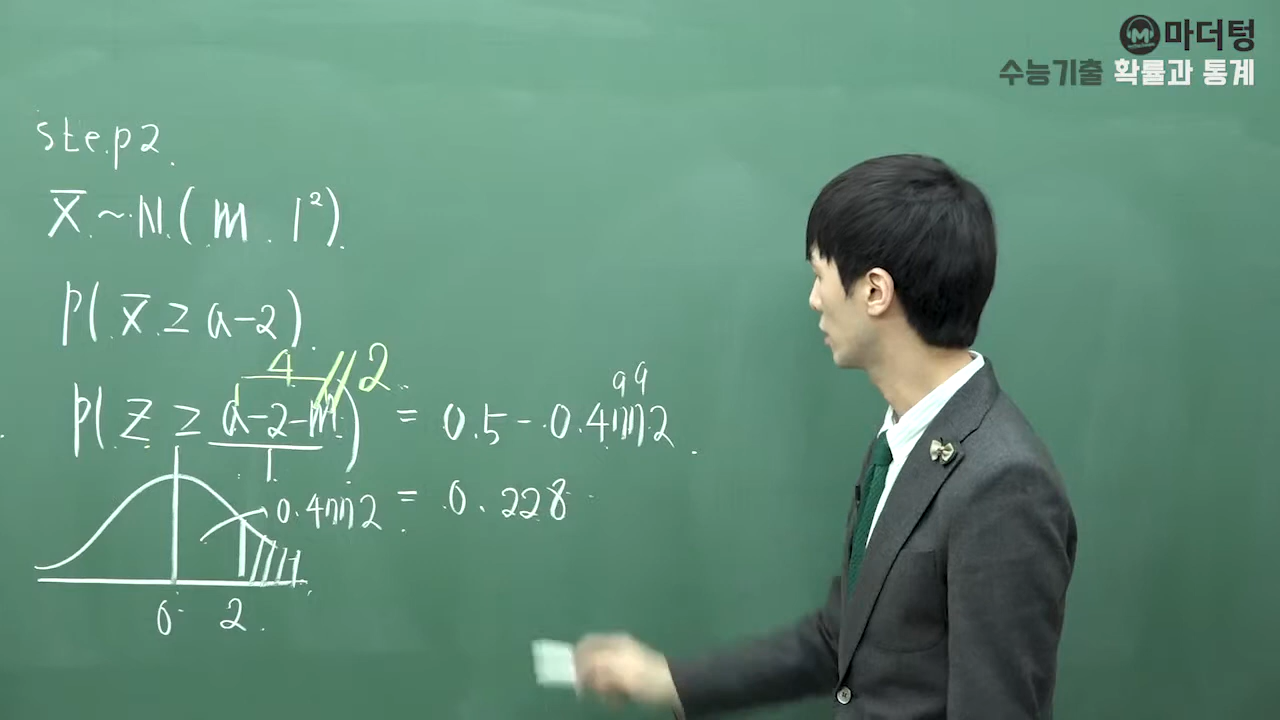 마더텅
수능기출 확률과 통계
Step2.
X̄ ~ N(m, 1²).
P(X̄ ≥ a-2).
4
2
P(Z ≥ (a-2-m)/1) = 0.5 - 0.4772.
99
0.4772 = 0.228
0 2.